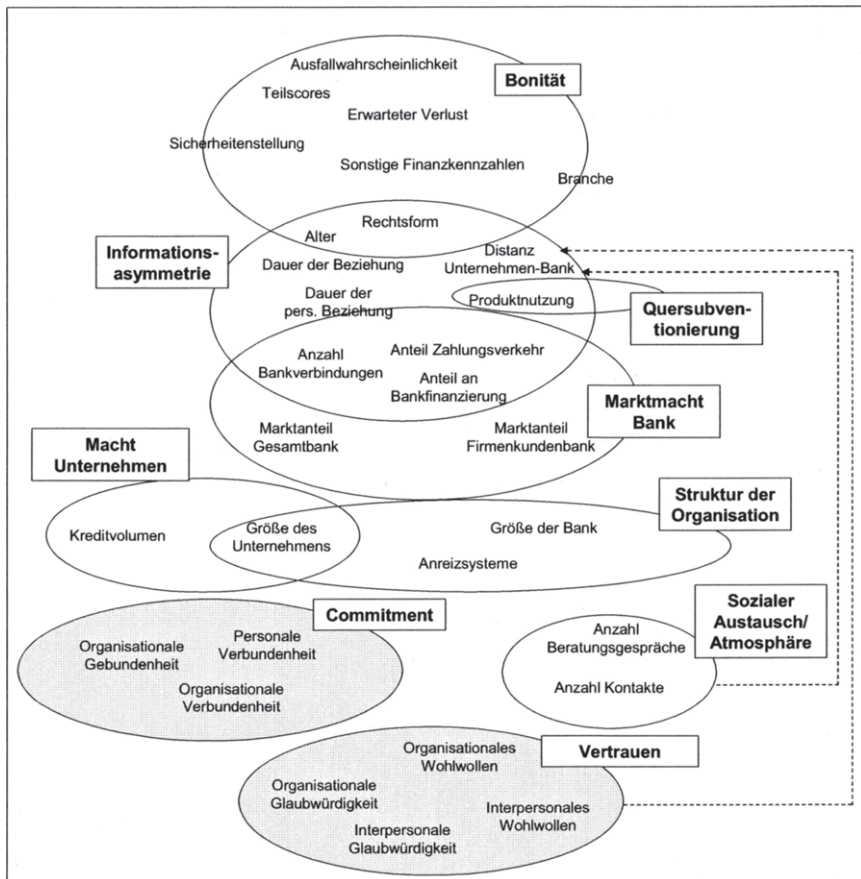 Ausfallwahrscheinlichkeit
Bonität
Teilscores
Erwarteter Verlust
Sicherheitenstellung
Sonstige Finanzkennzahlen
Branche
Rechtsform
Alter
Informations-
asymmetrie
Distanz
Unternehmen-Bank
Dauer der Beziehung
Dauer der
pers. Beziehung
Produktnutzung
Quersubven-
tionierung
Anzahl
Bankverbindungen
Anteil Zahlungsverkehr
Anteil an
Bankfinanzierung
Marktmacht
Bank
Marktanteil
Gesamtbank
Marktanteil
Firmenkundenbank
Macht
Unternehmen
Struktur der
Organisation
Kreditvolumen
Größe des
Unternehmens
Größe der Bank
Anreizsysteme
Commitment
Sozialer
Austausch/
Atmosphäre
Organisationale
Gebundenheit
Personale
Verbundenheit
Organisationale
Verbundenheit
Anzahl
Beratungsgespräche
Anzahl Kontakte
Vertrauen
Organisationales
Wohlwollen
Organisationale
Glaubwürdigkeit
Interpersonales
Wohlwollen
Interpersonale
Glaubwürdigkeit